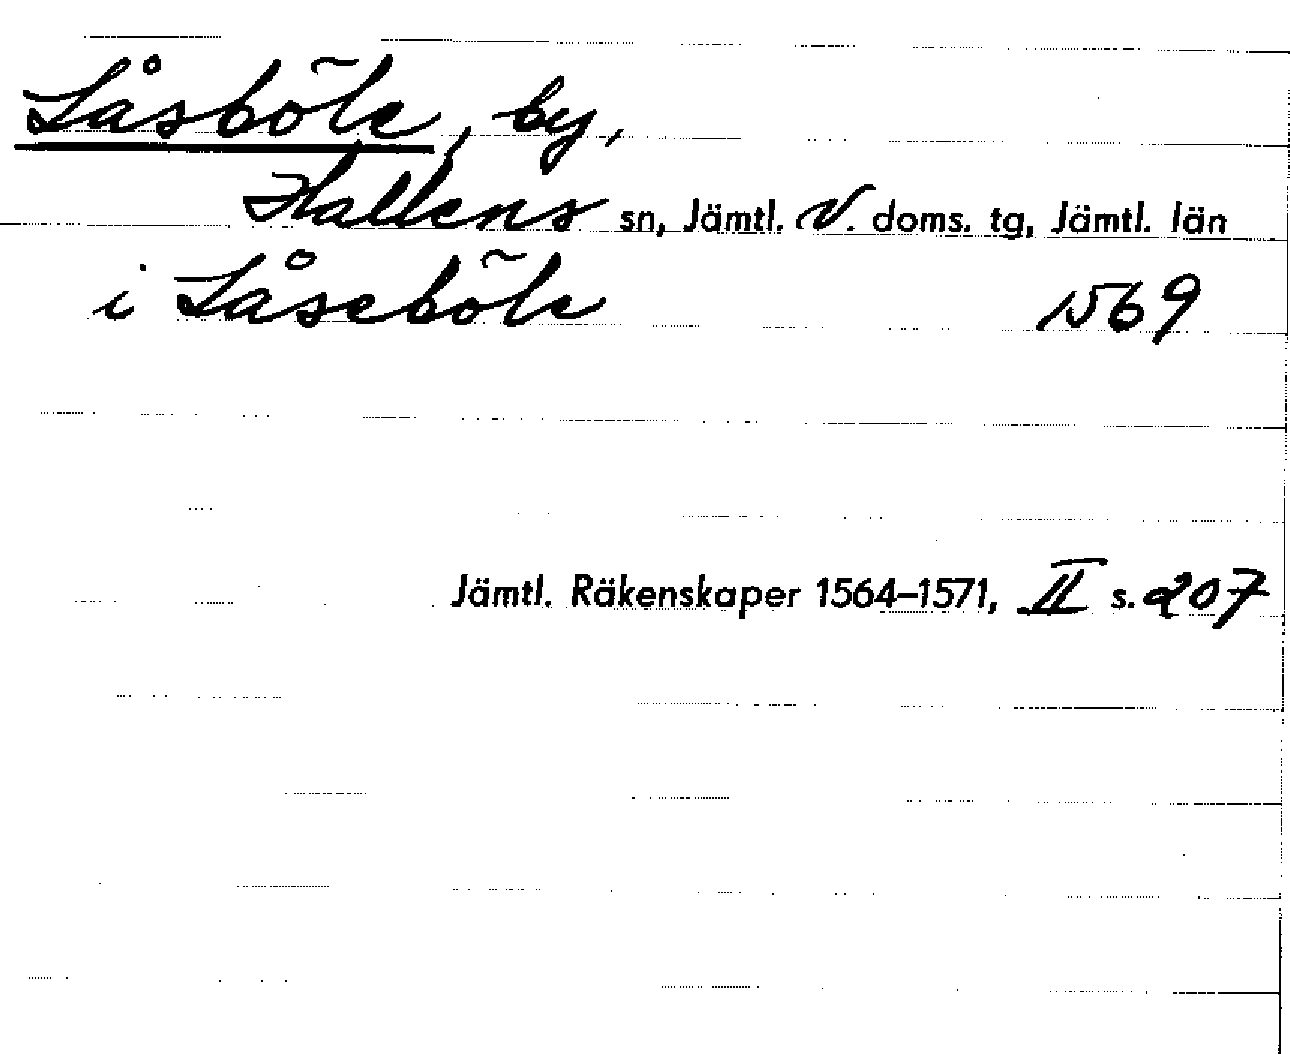 Låsböle, by,
Hallens sn, Jämtl. V. doms. tg, Jämtl. län
i Låseböle 1569
Jämtl. Räkenskaper 1564–1571, II s. 207